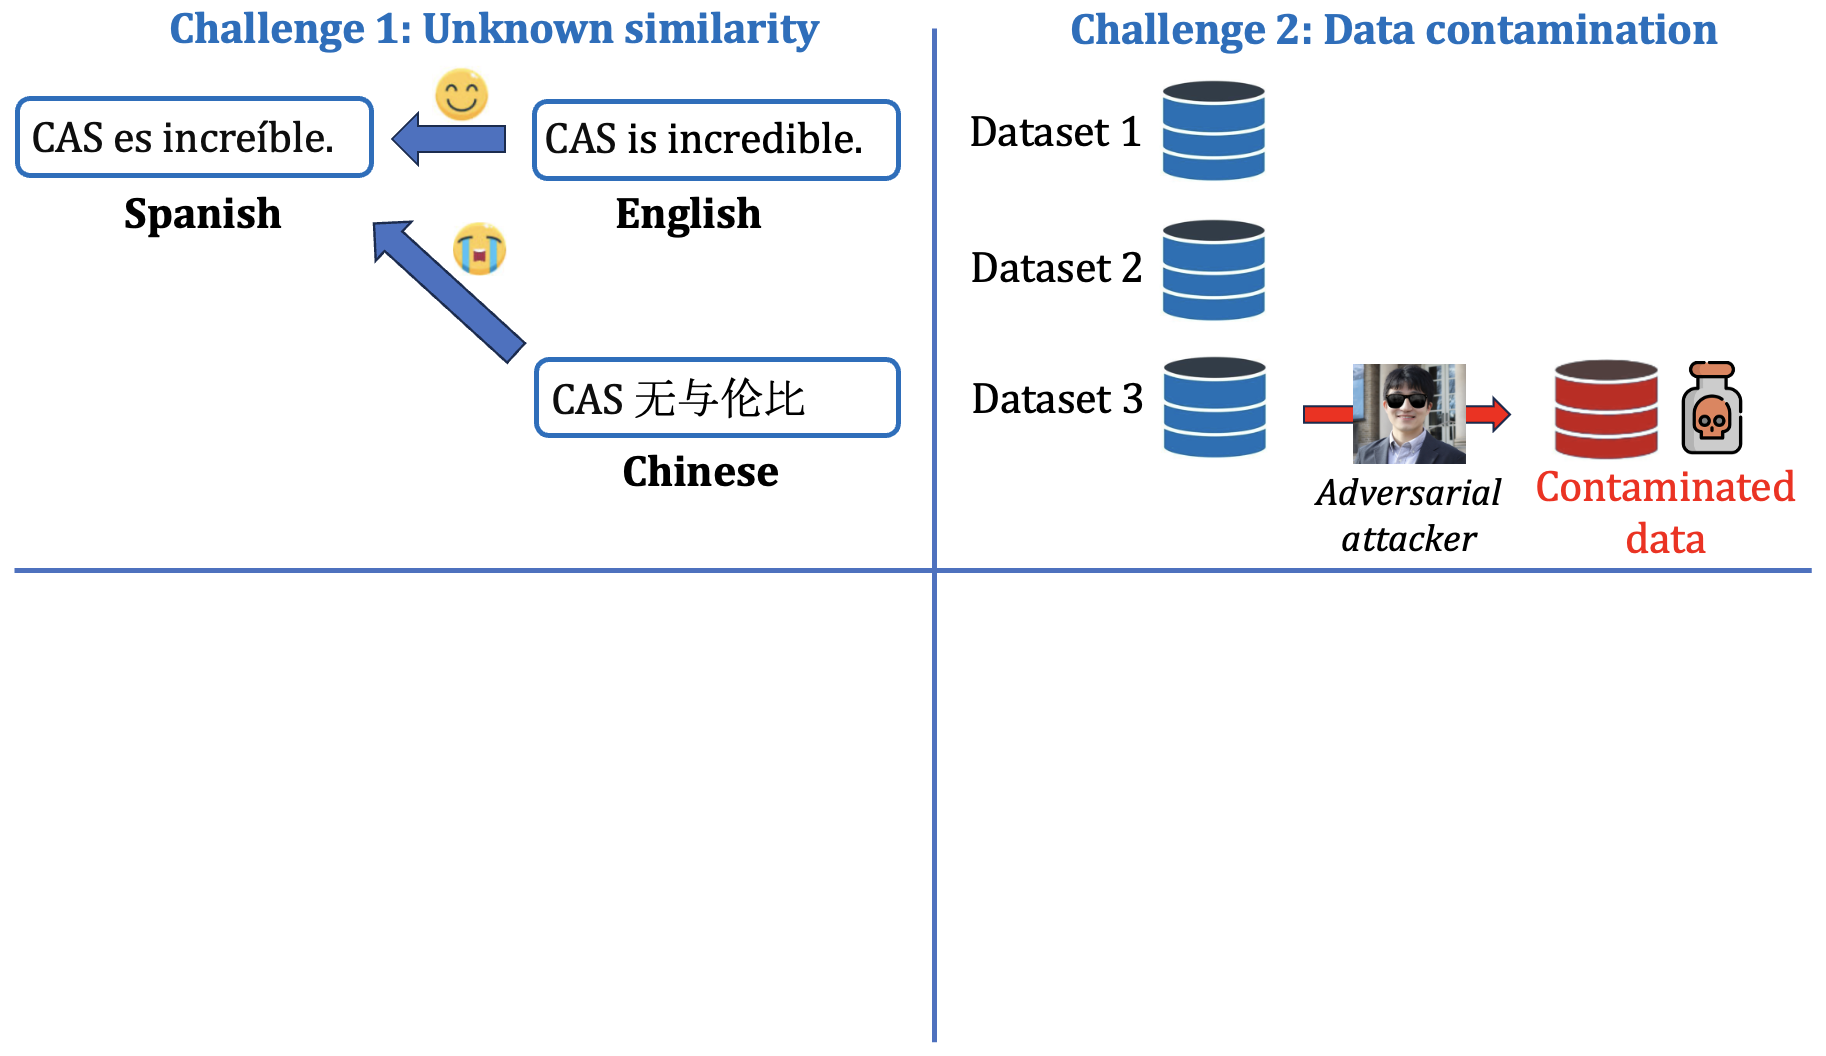 Challenge 1: Unknown similarity
CAS es increíble.
CAS is incredible.
Spanish
English
CAS 无与伦比
Chinese
Challenge 2: Data contamination
Dataset 1
Dataset 2
Dataset 3
Adversarial
attacker
Contaminated
data